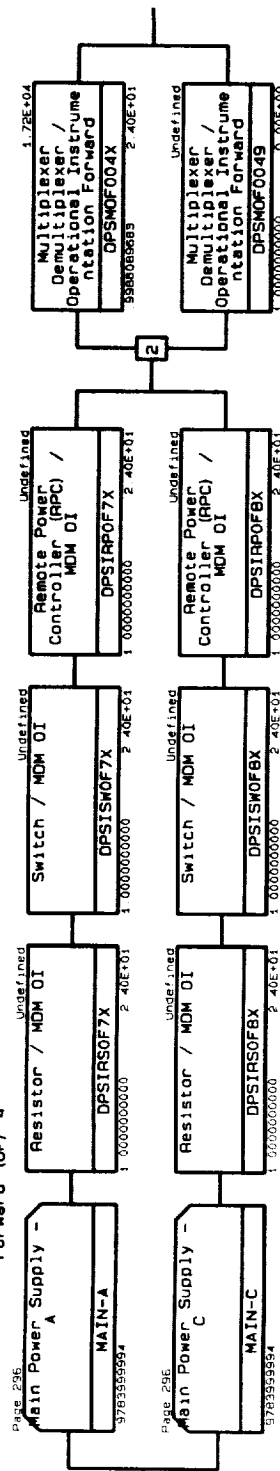 Forward (OF) 4
Page 296
Main Power Supply -
A
MAIN-A
9783999994
Undefined
Resistor / MDM OI
DPSIRSOF7X
1.0000000000 2.40E+01
Undefined
Switch / MDM OI
DPSISWOF7X
1.0000000000 2.40E+01
Undefined
Remote Power
Controller (RPC) /
MDM OI
DPSIRPOF7X
1.0000000000 2.40E+01
Page 296
Main Power Supply -
C
MAIN-C
9783999994
Undefined
Resistor / MDM OI
DPSIRSOF8X
1.0000000000 2.40E+01
Undefined
Switch / MDM OI
DPSISWOF8X
1.0000000000 2.40E+01
Undefined
Remote Power
Controller (RPC) /
MDM OI
DPSIRPOF8X
1.0000000000 2.40E+01
2
1.72E+04
Multiplexer
Demultiplexer /
Operational Instrume
ntation Forward
DPSMOF004X
.9986089683 2.40E+01
Undefined
Multiplexer
Demultiplexer /
Operational Instrume
ntation Forward
DPSMOF0049
1.0000000000